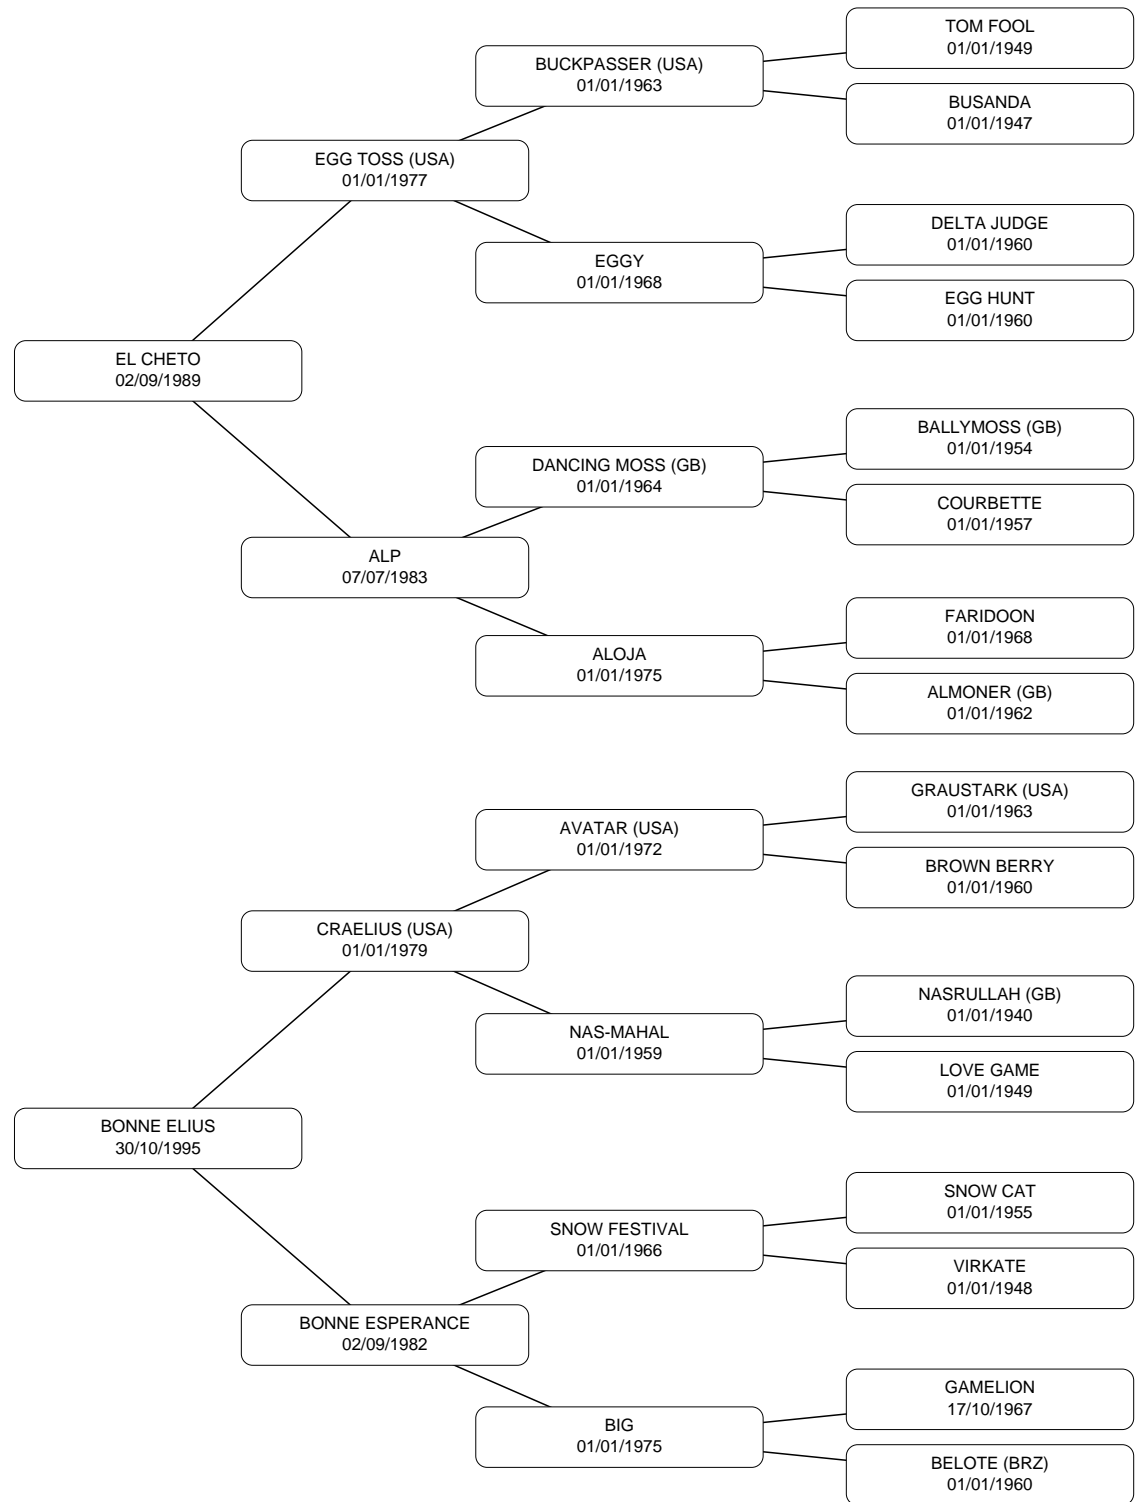 TOM FOOL
01/01/1949
BUCKPASSER (USA)
01/01/1963
BUSANDA
01/01/1947
EGG TOSS (USA)
01/01/1977
DELTA JUDGE
01/01/1960
EGGY
01/01/1968
EGG HUNT
01/01/1960
EL CHETO
02/09/1989
BALLYMOSS (GB)
01/01/1954
DANCING MOSS (GB)
01/01/1964
COURBETTE
01/01/1957
ALP
07/07/1983
FARIDOON
01/01/1968
ALOJA
01/01/1975
ALMONER (GB)
01/01/1962
GRAUSTARK (USA)
01/01/1963
AVATAR (USA)
01/01/1972
BROWN BERRY
01/01/1960
CRAELIUS (USA)
01/01/1979
NASRULLAH (GB)
01/01/1940
NAS-MAHAL
01/01/1959
LOVE GAME
01/01/1949
BONNE ELIUS
30/10/1995
SNOW CAT
01/01/1955
SNOW FESTIVAL
01/01/1966
VIRKATE
01/01/1948
BONNE ESPERANCE
02/09/1982
GAMELION
17/10/1967
BIG
01/01/1975
BELOTE (BRZ)
01/01/1960